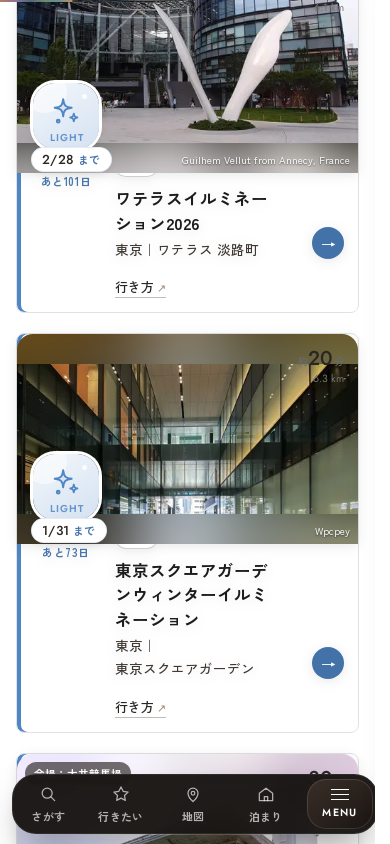 LIGHT
Guilhem Vellut from Annecy, France
2/28 まで
あと101日
ワテラスイルミネー
ション2026
東京｜ワテラス 淡路町
→
行き方 ↗
20
.3 km
LIGHT
Wpcpey
1/31 まで
あと73日
東京スクエアガーデ
ンウィンターイルミ
ネーション
東京｜
東京スクエアガーデン
→
行き方 ↗
さがす
行きたい
地図
泊まり
MENU